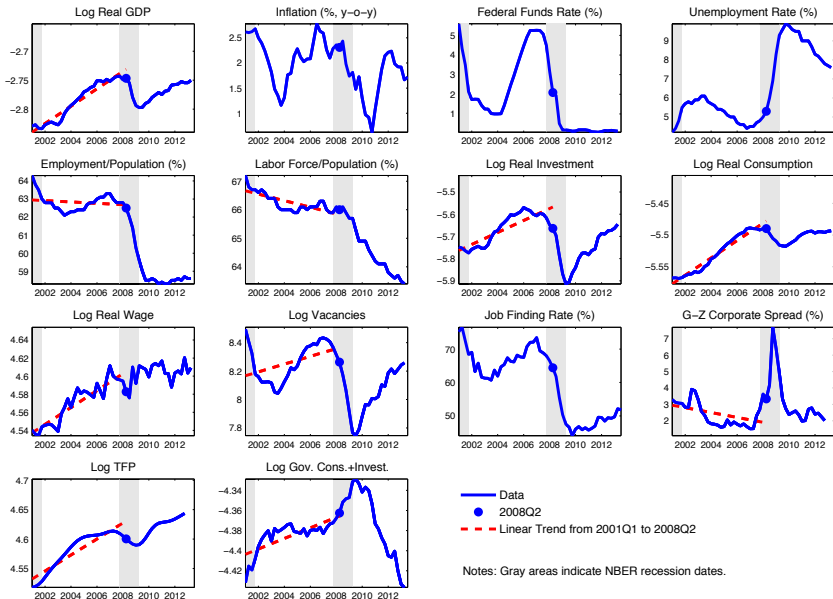 Log Real GDP
Inflation (%, y−o−y)
Federal Funds Rate (%)
Unemployment Rate (%)
−2.7
−2.75
−2.8
2.5
2
1.5
1
5
4
3
2
1
9
8
7
6
5
4
2002 2004 2006 2008 2010 2012
2002 2004 2006 2008 2010 2012
2002 2004 2006 2008 2010 2012
2002 2004 2006 2008 2010 2012
Employment/Population (%)
Labor Force/Population (%)
Log Real Investment
Log Real Consumption
64
63
62
61
60
59
67
66
65
64
−5.5
−5.6
−5.7
−5.8
−5.9
−5.45
−5.5
−5.55
2002 2004 2006 2008 2010 2012
2002 2004 2006 2008 2010 2012
2002 2004 2006 2008 2010 2012
2002 2004 2006 2008 2010 2012
Log Real Wage
Log Vacancies
Job Finding Rate (%)
G−Z Corporate Spread (%)
4.66
4.64
4.62
4.6
4.58
4.56
4.54
8.4
8.2
8
7.8
70
60
50
7
6
5
4
3
2
2002 2004 2006 2008 2010 2012
2002 2004 2006 2008 2010 2012
2002 2004 2006 2008 2010 2012
2002 2004 2006 2008 2010 2012
Log TFP
Log Gov. Cons.+Invest.
4.7
4.65
4.6
4.55
−4.34
−4.36
−4.38
−4.4
−4.42
2002 2004 2006 2008 2010 2012
2002 2004 2006 2008 2010 2012
Data
2008Q2
Linear Trend from 2001Q1 to 2008Q2
Notes: Gray areas indicate NBER recession dates.